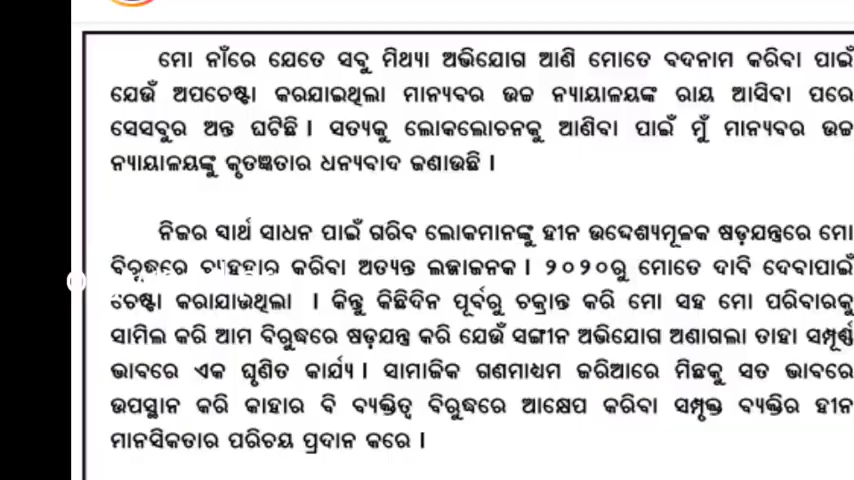 ମୋ ନାଁରେ ଯେତେ ସବୁ ମିଥ୍ୟା ଅଭିଯୋଗ ଆଣି ମୋତେ ବଦନାମ କରିବା ପାଇଁ
ଯେଉଁ ଅପଚେଷ୍ଟା କରଯାଇଥିଲା ମାନ୍ୟବର ଉଚ୍ଚ ନ୍ୟାୟାଳୟଙ୍କ ରାୟ ଆସିବା ପରେ
ସେସବୁର ଅନ୍ତ ଘଟିଛି। ସତ୍ୟକୁ ଲୋକଲୋଚନକୁ ଆଣିବା ପାଇଁ ମୁଁ ମାନ୍ୟବର ଉଚ୍ଚ
ନ୍ୟାୟାଳୟଙ୍କୁ କୃତଜ୍ଞତାର ଧନ୍ୟବାଦ ଜଣାଉଛି ।
ନିଜର ସ୍ୱାର୍ଥ ସାଧନ ପାଇଁ ଗରିବ ଲୋକମାନଙ୍କୁ ହୀନ ଉଦ୍ଦେଶ୍ୟମୂଳକ ଷଡ଼ଯନ୍ତ୍ରରେ ମୋ
ବିରୁଦ୍ଧରେ ବ୍ୟବହାର କରିବା ଅତ୍ୟନ୍ତ ଲଜ୍ଜାଜନକ । ୨୦୨୦ରୁ ମୋତେ ଦାବି ଦେବାପାଇଁ
ଚେଷ୍ଟା କରାଯାଉଥିଲା । କିନ୍ତୁ କିଛିଦିନ ପୂର୍ବରୁ ଚକ୍ରାନ୍ତ କରି ମୋ ସହ ମୋ ପରିବାରକୁ
ସାମିଲ କରି ଆମ ବିରୁଦ୍ଧରେ ଷଡ଼ଯନ୍ତ୍ର କରି ଯେଉଁ ସଙ୍ଗୀନ ଅଭିଯୋଗ ଅଣାଗଲା ତାହା ସମ୍ପୂର୍ଣ୍ଣ
ଭାବରେ ଏକ ଘୃଣିତ କାର୍ଯ୍ୟ। ସାମାଜିକ ଗଣମାଧ୍ୟମ ଜରିଆରେ ମିଛକୁ ସତ ଭାବରେ
ଉପସ୍ଥାନ କରି କାହାର ବି ବ୍ୟକ୍ତିତ୍ୱ ବିରୁଦ୍ଧରେ ଆକ୍ଷେପ କରିବା ସମ୍ପୃକ୍ତ ବ୍ୟକ୍ତିର ହୀନ
ମାନସିକତାର ପରିଚୟ ପ୍ରଦାନ କରେ ।